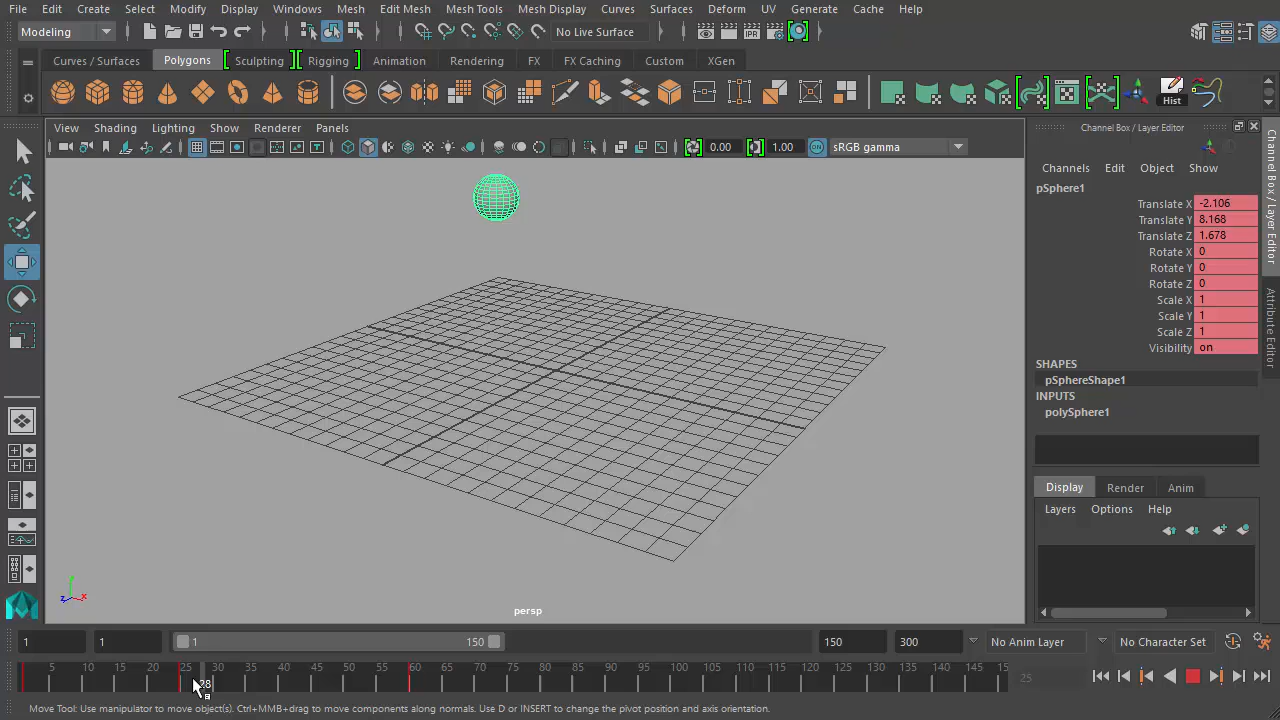 File Edit Create Select Modify Display Windows Mesh Edit Mesh Mesh Tools Mesh Display Curves Surfaces Deform UV Generate Cache Help
Modeling No Live Surface
Curves / Surfaces Polygons Sculpting Rigging Animation Rendering FX FX Caching Custom XGen
Hist
View Shading Lighting Show Renderer Panels
0.00 1.00 ON sRGB gamma
Channel Box / Layer Editor
Channels Edit Object Show
pSphere1
Translate X -2.106
Translate Y 8.168
Translate Z 1.678
Rotate X 0
Rotate Y 0
Rotate Z 0
Scale X 1
Scale Y 1
Scale Z 1
Visibility on
SHAPES
pSphereShape1
INPUTS
polySphere1
Display Render Anim
Layers Options Help
Channel Box / Layer Editor
Attribute Editor
z x
persp
1 1 1 150 150 300 No Anim Layer No Character Set
5 10 15 20 25 30 35 40 45 50 55 60 65 70 75 80 85 90 95 100 105 110 115 120 125 130 135 140 145 15
28
25
Move Tool: Use manipulator to move object(s). Ctrl+MMB+drag to move components along normals. Use D or INSERT to change the pivot position and axis orientation.